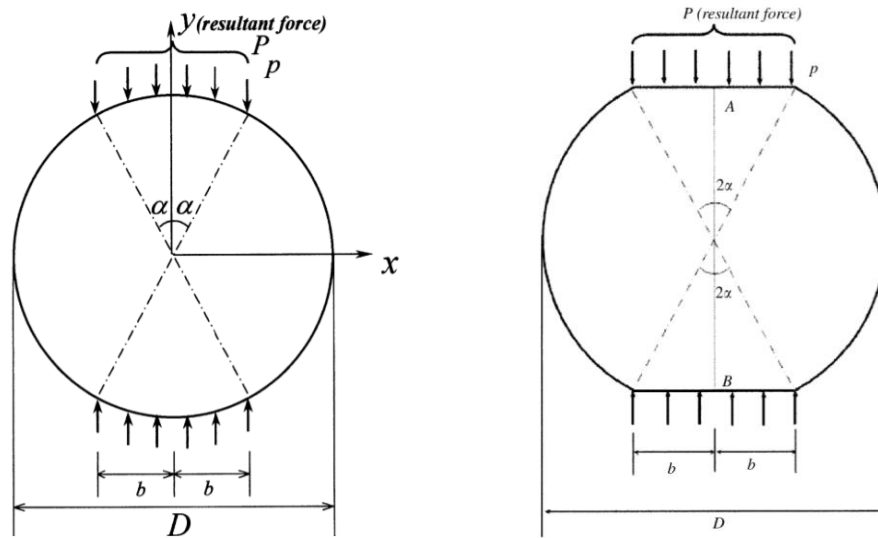 y(resultant force)
P
p
α α
x
b b
D
P (resultant force)
p
A
2α
2α
B
b b
D